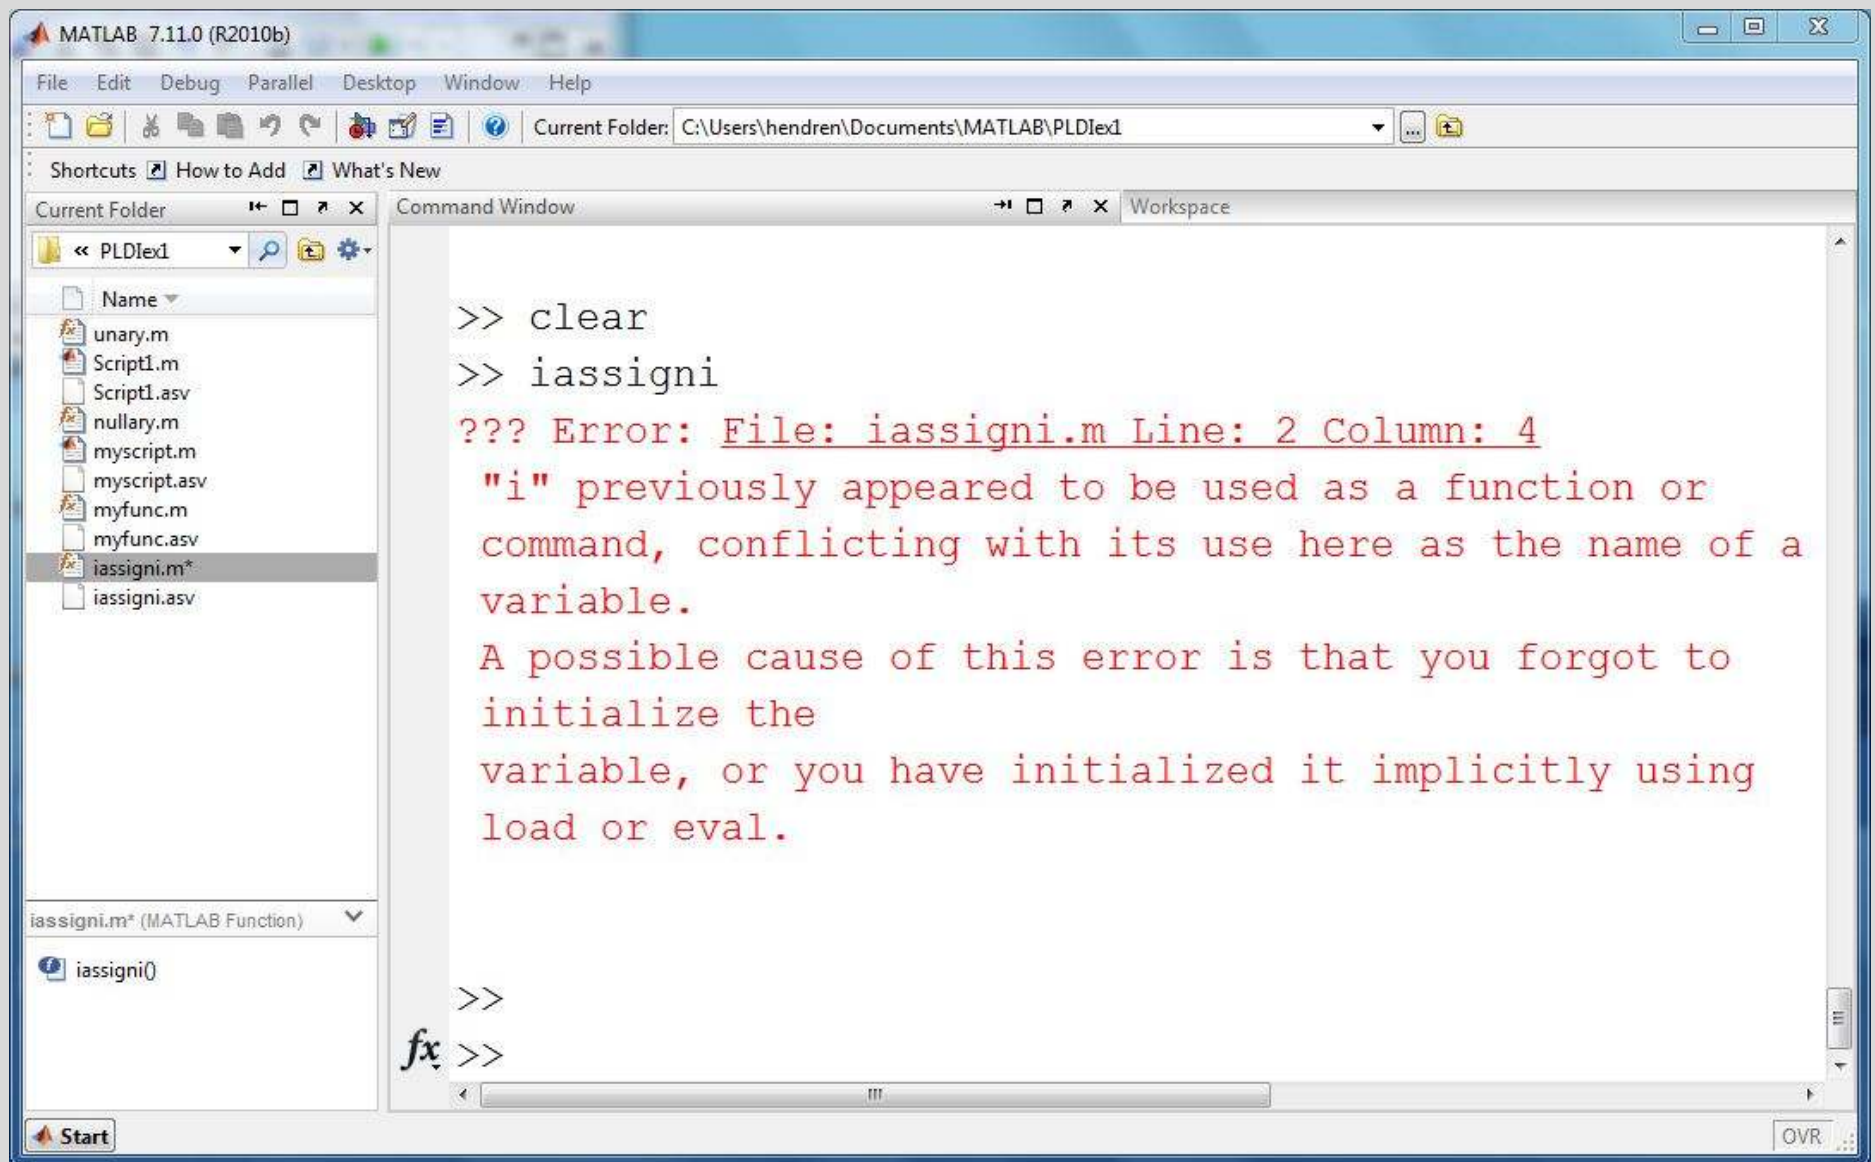 MATLAB 7.11.0 (R2010b)
File Edit Debug Parallel Desktop Window Help
Current Folder: C:\Users\hendren\Documents\MATLAB\PLDIex1
Shortcuts How to Add What's New
Current Folder
« PLDIex1
Name
unary.m
Script1.m
Script1.asv
nullary.m
myscript.m
myscript.asv
myfunc.m
myfunc.asv
iassigni.m*
iassigni.asv
iassigni.m* (MATLAB Function)
iassigni()
Command Window
Workspace
>> clear
>> iassigni
??? Error: File: iassigni.m Line: 2 Column: 4
"i" previously appeared to be used as a function or
command, conflicting with its use here as the name of a
variable.
A possible cause of this error is that you forgot to
initialize the
variable, or you have initialized it implicitly using
load or eval.
>>
fx >>
Start
OVR